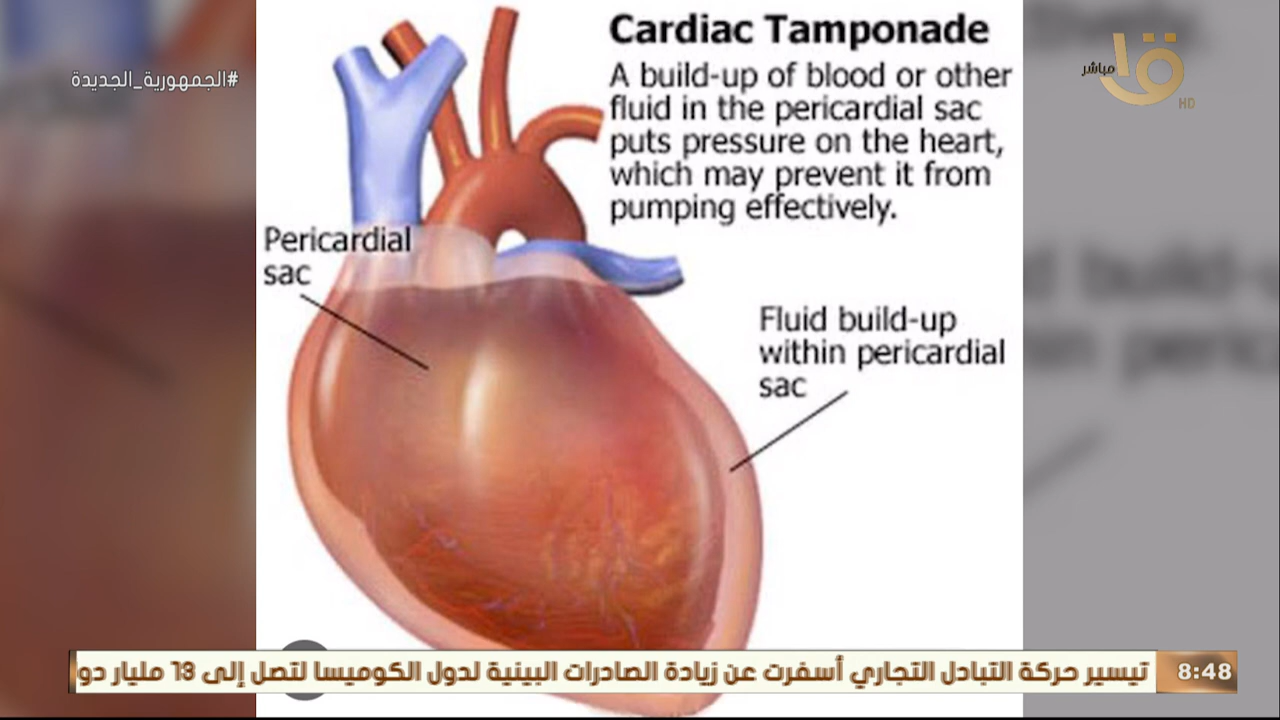 #الجمهورية_الجديدة
مباشر
HD
Cardiac Tamponade
A build-up of blood or other
fluid in the pericardial sac
puts pressure on the heart,
which may prevent it from
pumping effectively.
Pericardial
sac
Fluid build-up
within pericardial
sac
8:48
تيسير حركة التبادل التجاري أسفرت عن زيادة الصادرات البينية لدول الكوميسا لتصل إلى 13 مليار دو